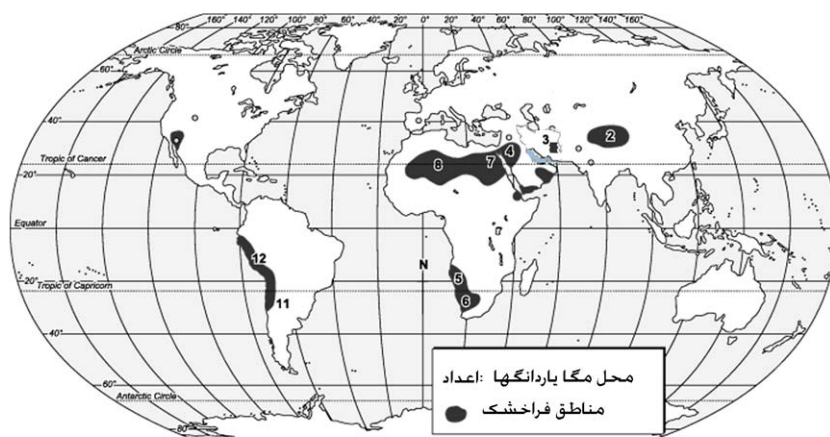 160° 140° 120° 100° 80° 60° 40° 20° 0° 20° 40° 60° 80° 100° 120° 140° 160°
80°
Arctic Circle
60°
40°
2
3
4
Tropic of Cancer
8
7
20°
Equator
12
N
5
20°
Tropic of Capricorn
11
6
40°
60°
Antarctic Circle
80°
محل مگا یاردانگها :اعداد
مناطق فراخشک